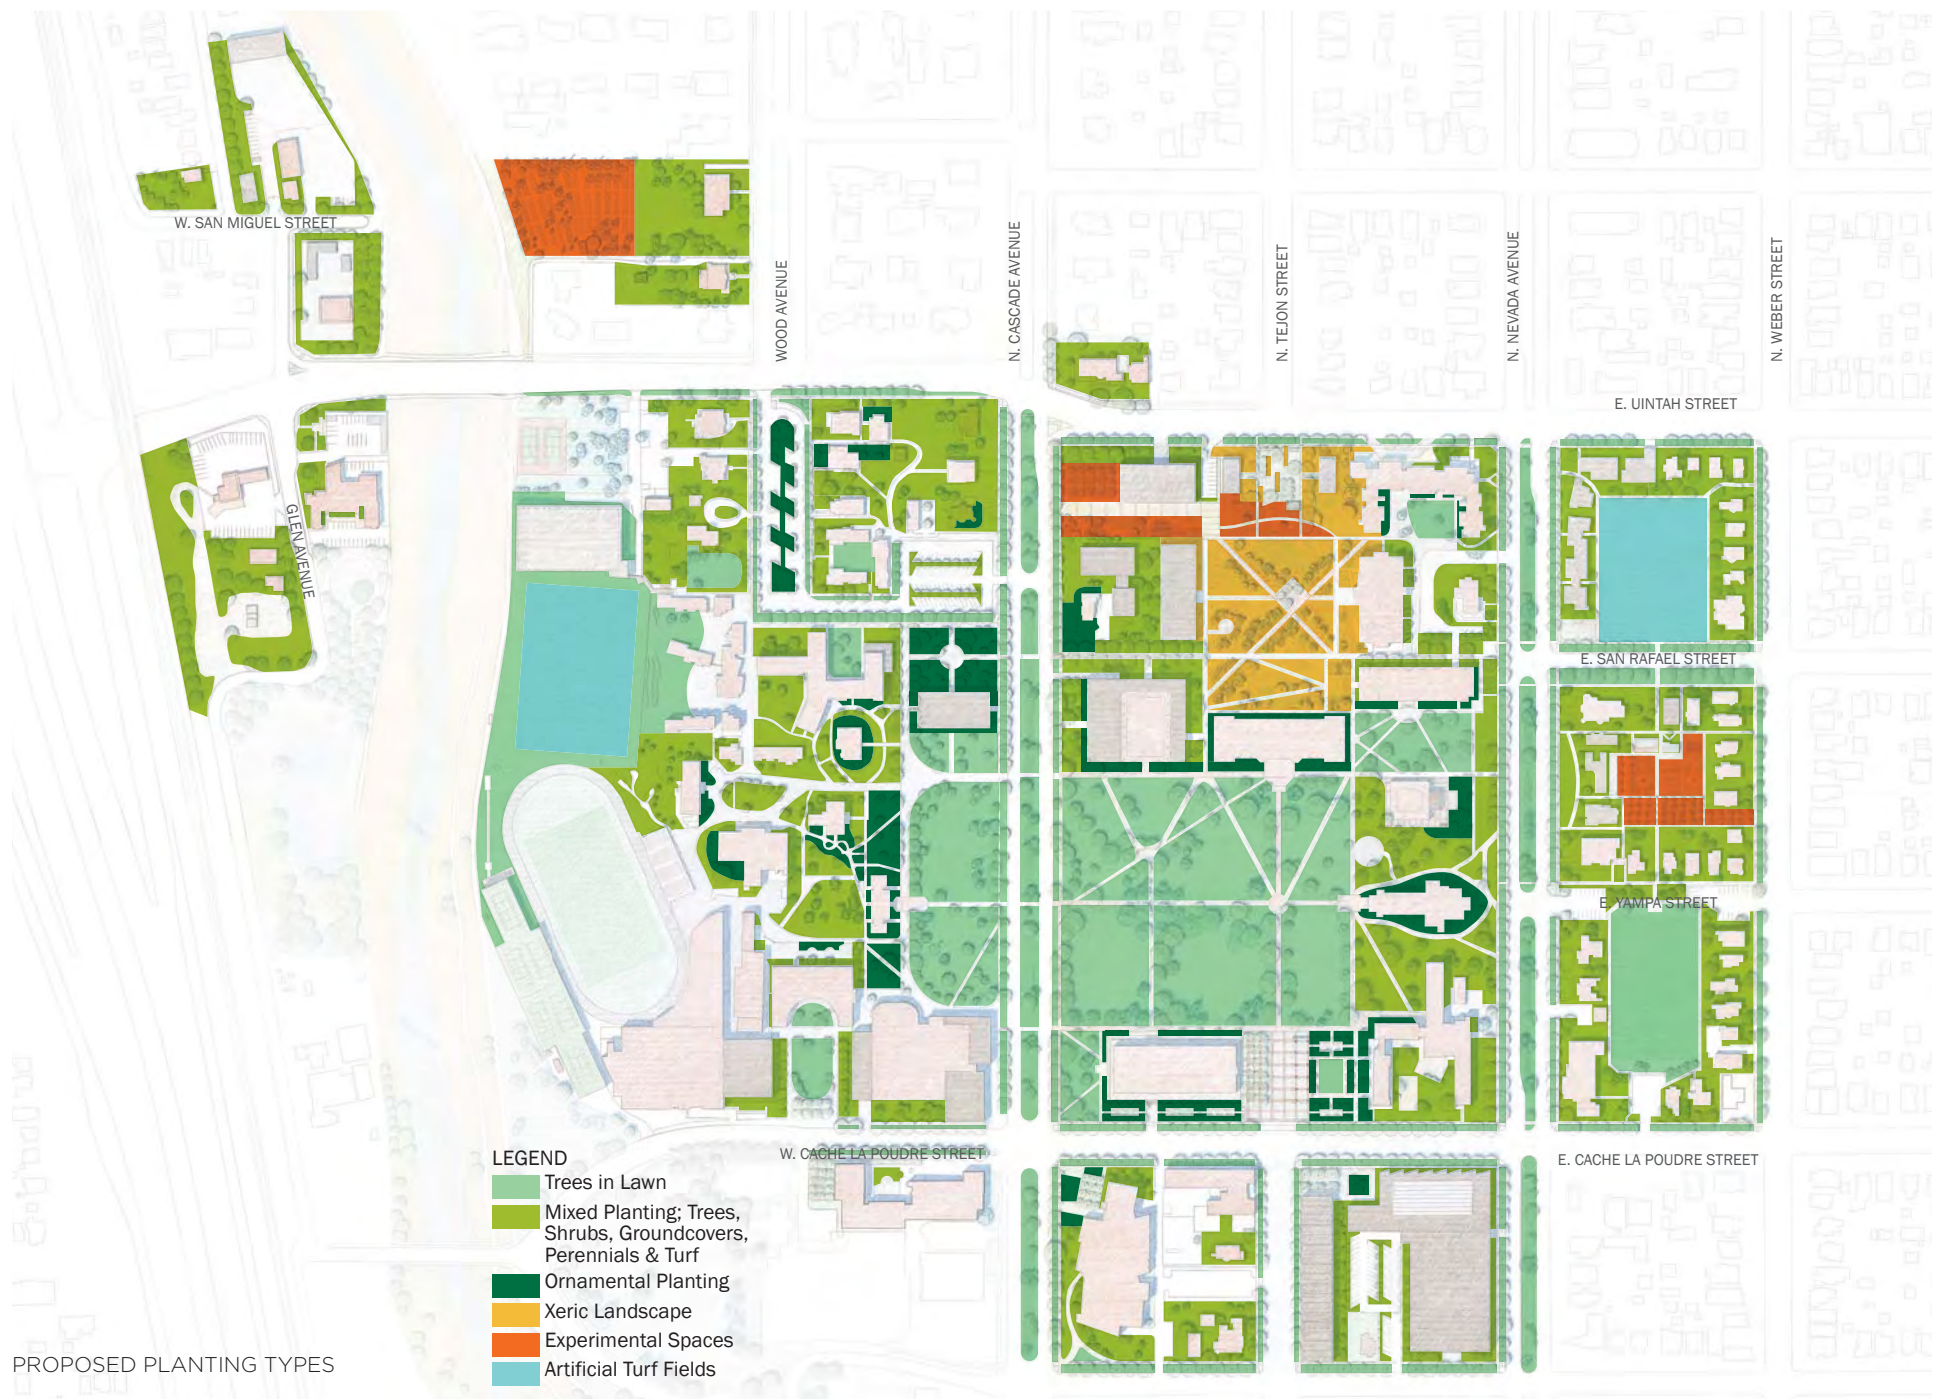 W. SAN MIGUEL STREET
WOOD AVENUE
N. CASCADE AVENUE
N. TEJON STREET
N. NEVADA AVENUE
N. WEBER STREET
E. UINTAH STREET
GLEN AVENUE
E. SAN RAFAEL STREET
E. YAMPA STREET
W. CACHE LA POUDRE STREET
E. CACHE LA POUDRE STREET
LEGEND
Trees in Lawn
Mixed Planting; Trees,
Shrubs, Groundcovers,
Perennials & Turf
Ornamental Planting
Xeric Landscape
Experimental Spaces
Artificial Turf Fields
PROPOSED PLANTING TYPES